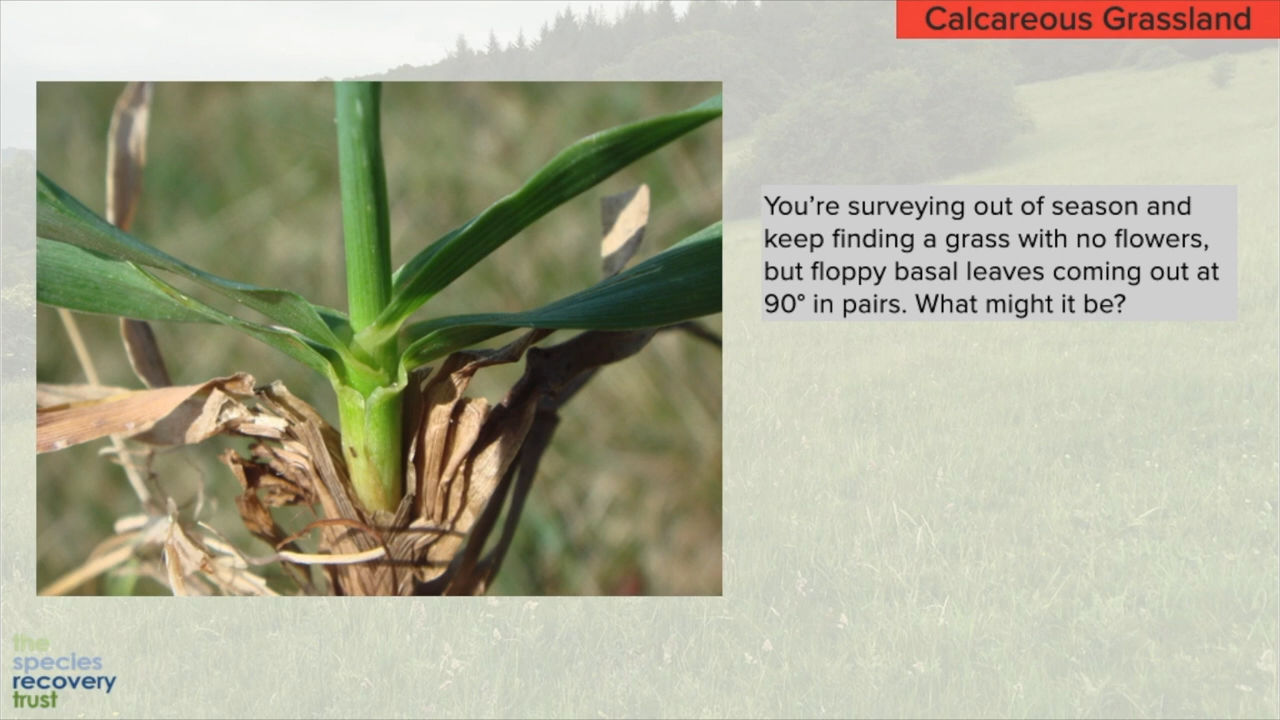 Calcareous Grassland
You’re surveying out of season and
keep finding a grass with no flowers,
but floppy basal leaves coming out at
90° in pairs. What might it be?
the
species
recovery
trust